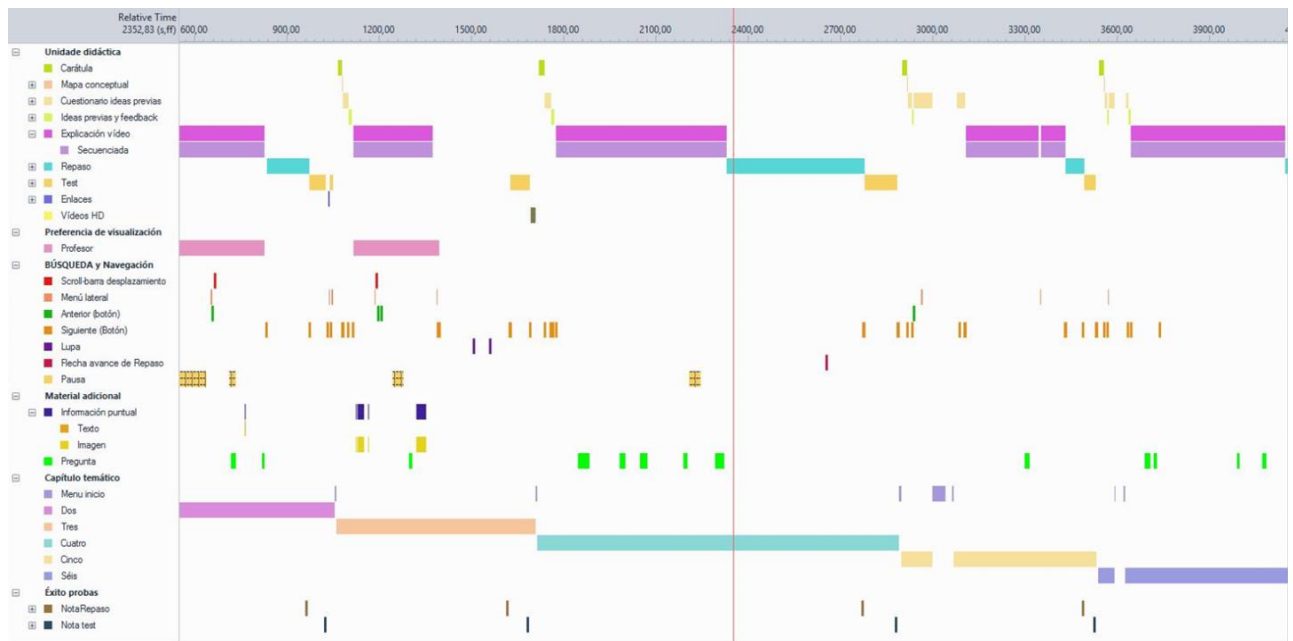 Relative Time
2352,83 (s,ff) 600,00 900,00 1200,00 1500,00 1800,00 2100,00 2400,00 2700,00 3000,00 3300,00 3600,00 3900,00 4
Unidade didáctica
Carátula
Mapa conceptual
Cuestionario ideas previas
Ideas previas y feedback
Explicación vídeo
Secuenciada
Repaso
Test
Enlaces
Vídeos HD
Preferencia de visualización
Profesor
BÚSQUEDA y Navegación
Scroll-barra desplazamiento
Menú lateral
Anterior (botón)
Siguiente (Botón)
Lupa
Flecha avance de Repaso
Pausa
Material adicional
Información puntual
Texto
Imagen
Pregunta
Capítulo temático
Menu inicio
Dos
Tres
Cuatro
Cinco
Séis
Éxito probas
NotaRepaso
Nota test